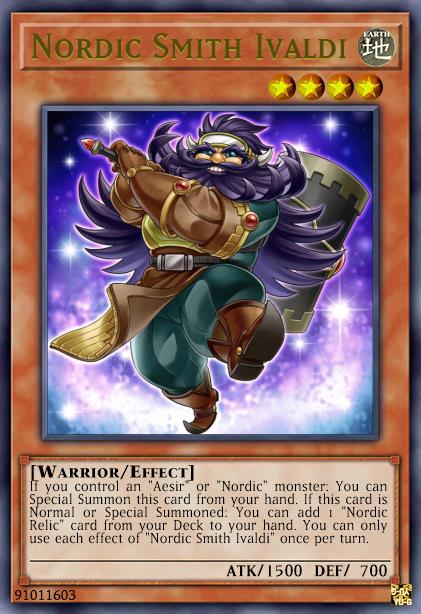 Nordic Smith Ivaldi
EARTH
地
[Warrior/Effect]
If you control an "Aesir" or "Nordic" monster: You can
Special Summon this card from your hand. If this card is
Normal or Special Summoned: You can add 1 "Nordic
Relic" card from your Deck to your hand. You can only
use each effect of "Nordic Smith Ivaldi" once per turn.
ATK/1500 DEF/ 700
91011603